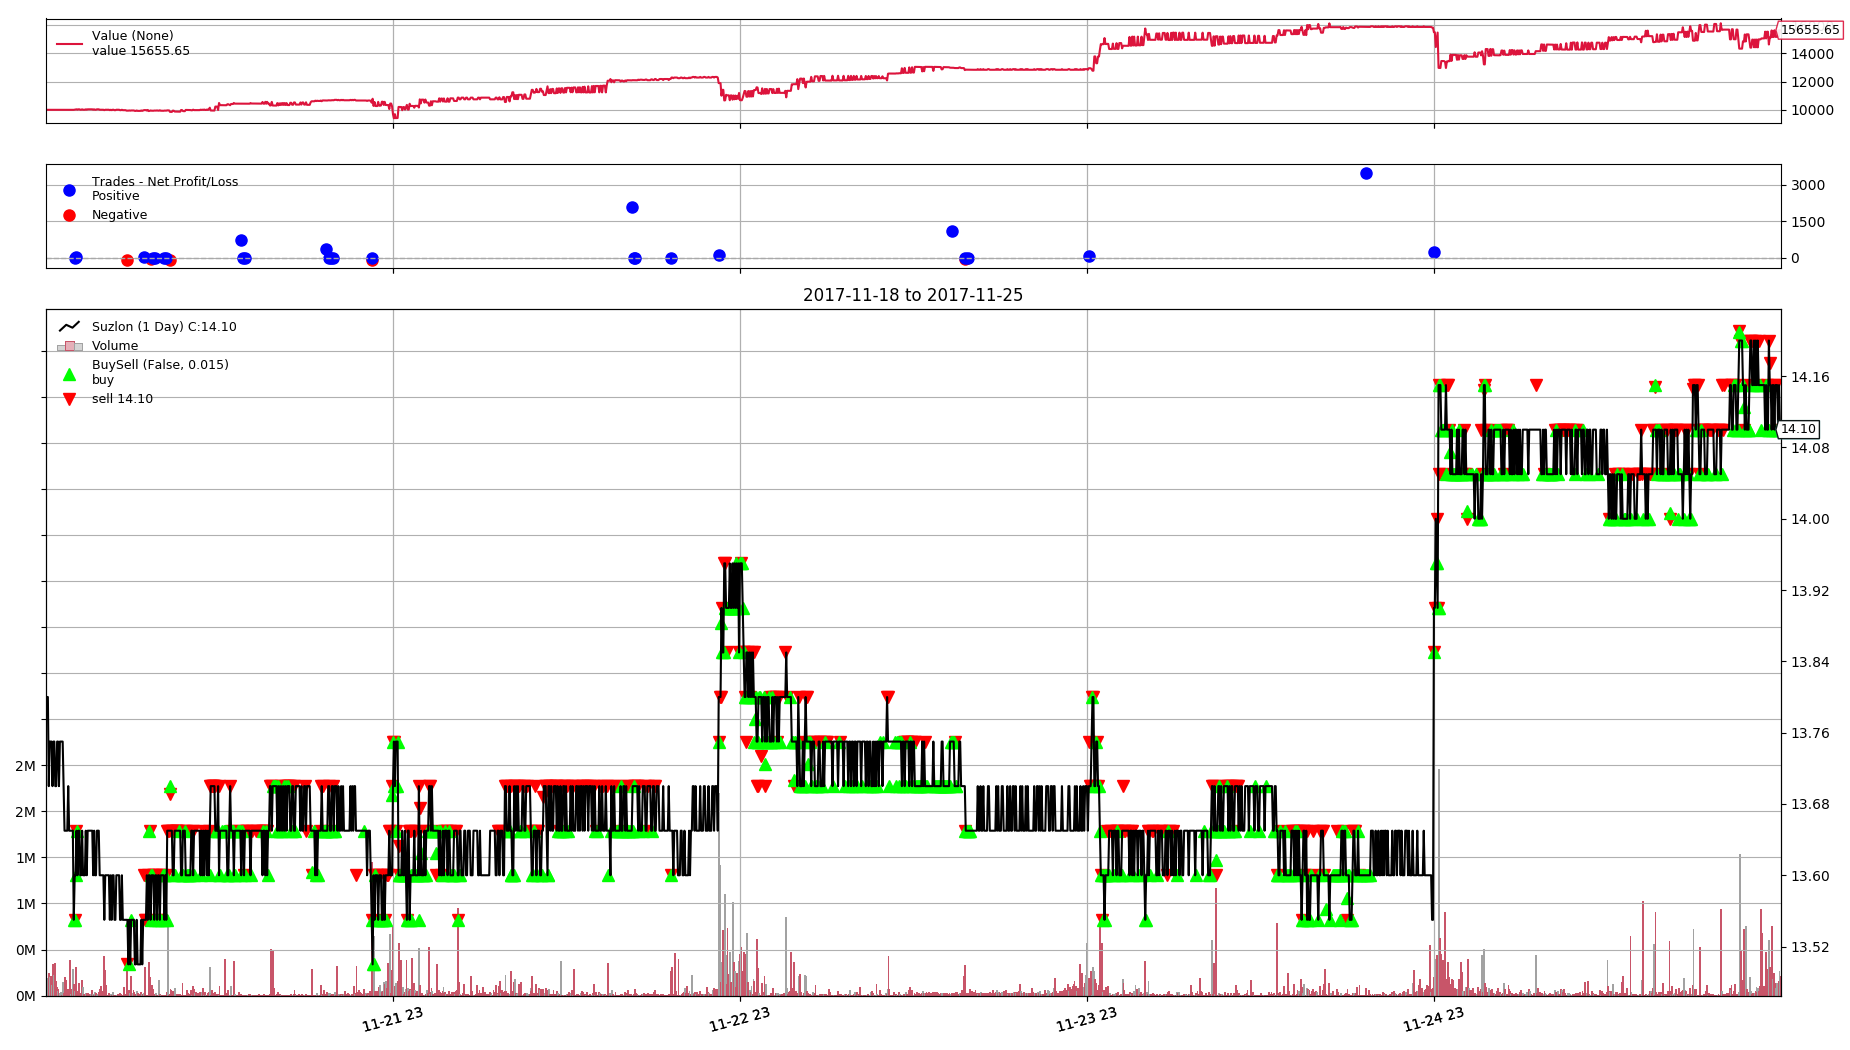 Value (None)
value 15655.65
15655.65
14000
12000
10000
Trades - Net Profit/Loss
Positive
Negative
3000
1500
0
2017-11-18 to 2017-11-25
Suzlon (1 Day) C:14.10
Volume
BuySell (False, 0.015)
buy
sell 14.10
14.16
14.10
14.08
14.00
13.92
13.84
13.76
13.68
13.60
13.52
2M
2M
1M
1M
0M
0M
11-21 23
11-22 23
11-23 23
11-24 23